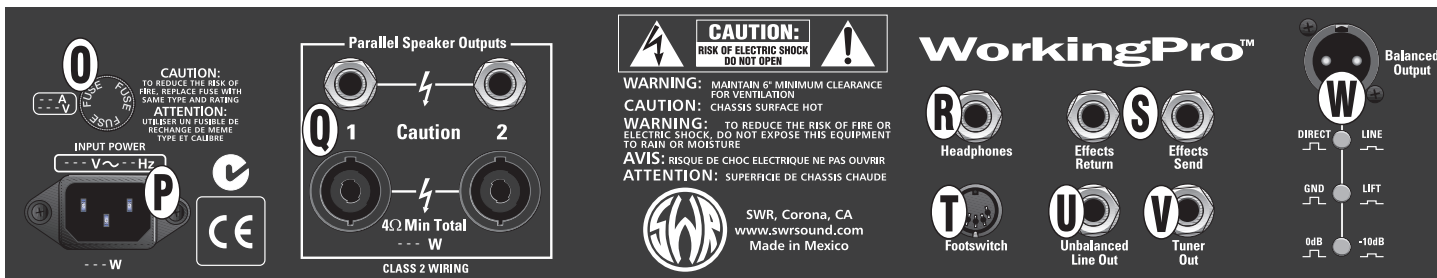 O
- - A
- - - V
FUSE FUSE FUSE
CAUTION:
TO REDUCE THE RISK OF
FIRE, REPLACE FUSE WITH
SAME TYPE AND RATING
ATTENTION:
UTILISER UN FUSIBLE DE
RECHANGE DE MEME
TYPE ET CALIBRE
INPUT POWER
- - - V ~ - - Hz
P
- - - W
CE
Parallel Speaker Outputs
Q
1 Caution 2
4Ω Min Total
- - - W
CLASS 2 WIRING
CAUTION:
RISK OF ELECTRIC SHOCK
DO NOT OPEN
WARNING: MAINTAIN 6" MINIMUM CLEARANCE
FOR VENTILATION
CAUTION: CHASSIS SURFACE HOT
WARNING: TO REDUCE THE RISK OF FIRE OR
ELECTRIC SHOCK, DO NOT EXPOSE THIS EQUIPMENT
TO RAIN OR MOISTURE
AVIS: RISQUE DE CHOC ELECTRIQUE NE PAS OUVRIR
ATTENTION: SUPERFICIE DE CHASSIS CHAUDE
SWR
SWR, Corona, CA
www.swrsound.com
Made in Mexico
WorkingPro™
R
Headphones
Effects
Return
S
Effects
Send
T
Footswitch
U
Unbalanced
Line Out
V
Tuner
Out
Balanced
Output
W
DIRECT LINE
GND LIFT
0dB -10dB